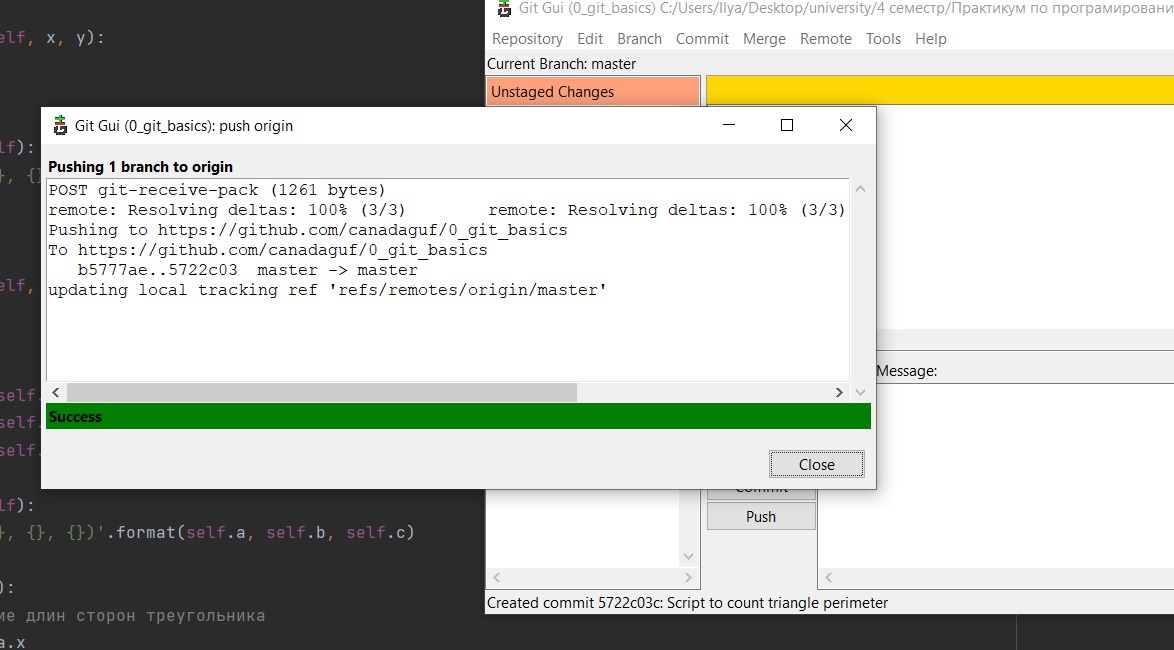 Git Gui (0_git_basics) C:/Users/Ilya/Desktop/university/4 семестр/Практикум по програмировани
Repository Edit Branch Commit Merge Remote Tools Help
Current Branch: master
Unstaged Changes
Git Gui (0_git_basics): push origin
Pushing 1 branch to origin
POST git-receive-pack (1261 bytes)
remote: Resolving deltas: 100% (3/3) remote: Resolving deltas: 100% (3/3)
Pushing to https://github.com/canadaguf/0_git_basics
To https://github.com/canadaguf/0_git_basics
b5777ae..5722c03 master -> master
updating local tracking ref 'refs/remotes/origin/master'
Success
Close
Message:
Commit
Push
Created commit 5722c03c: Script to count triangle perimeter
elf, x, y):
lf):
}, {}
elf,
self.
self.
self.
lf):
}, {}, {})'.format(self.a, self.b, self.c)
):
ие длин сторон треугольника
a.x